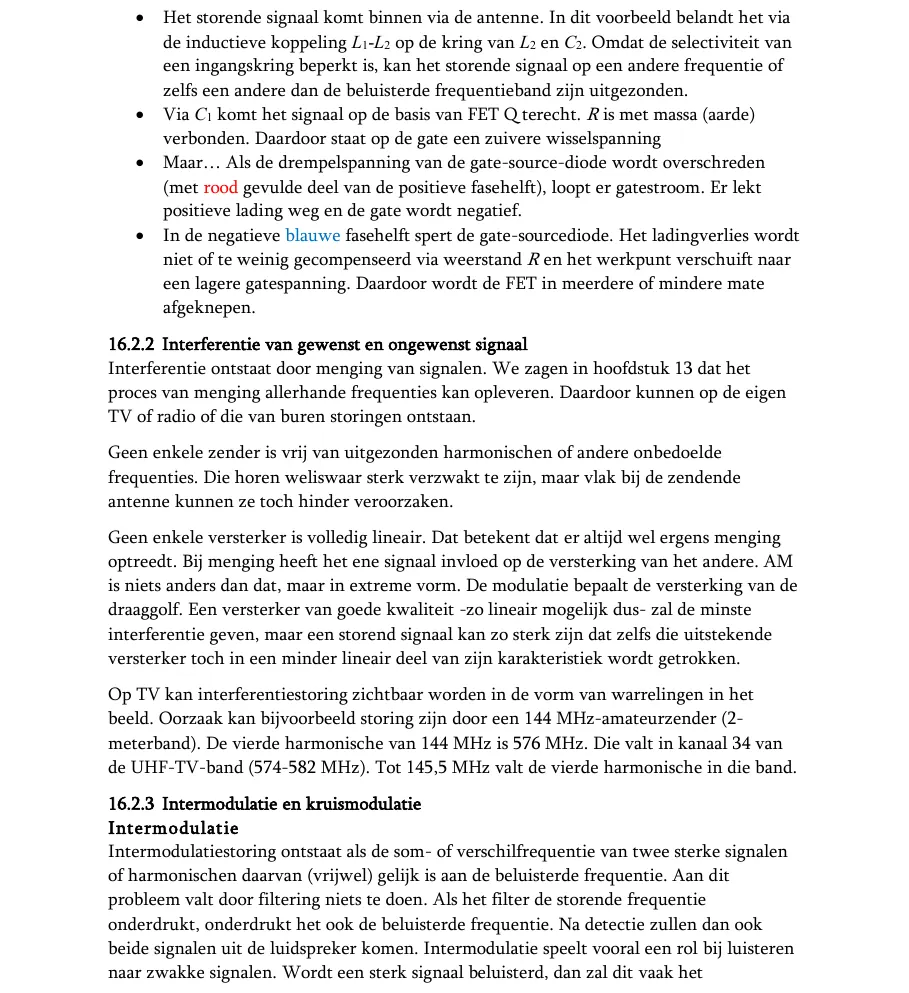 • Het storende signaal komt binnen via de antenne. In dit voorbeeld belandt het via
de inductieve koppeling L1-L2 op de kring van L2 en C2. Omdat de selectiviteit van
een ingangskring beperkt is, kan het storende signaal op een andere frequentie of
zelfs een andere dan de beluisterde frequentieband zijn uitgezonden.
• Via C1 komt het signaal op de basis van FET Q terecht. R is met massa (aarde)
verbonden. Daardoor staat op de gate een zuivere wisselspanning
• Maar… Als de drempelspanning van de gate-source-diode wordt overschreden
(met rood gevulde deel van de positieve fasehelft), loopt er gatestroom. Er lekt
positieve lading weg en de gate wordt negatief.
• In de negatieve blauwe fasehelft spert de gate-sourcediode. Het ladingverlies wordt
niet of te weinig gecompenseerd via weerstand R en het werkpunt verschuift naar
een lagere gatespanning. Daardoor wordt de FET in meerdere of mindere mate
afgeknepen.
16.2.2 Interferentie van gewenst en ongewenst signaal
Interferentie ontstaat door menging van signalen. We zagen in hoofdstuk 13 dat het
proces van menging allerhande frequenties kan opleveren. Daardoor kunnen op de eigen
TV of radio of die van buren storingen ontstaan.
Geen enkele zender is vrij van uitgezonden harmonischen of andere onbedoelde
frequenties. Die horen weliswaar sterk verzwakt te zijn, maar vlak bij de zendende
antenne kunnen ze toch hinder veroorzaken.
Geen enkele versterker is volledig lineair. Dat betekent dat er altijd wel ergens menging
optreedt. Bij menging heeft het ene signaal invloed op de versterking van het andere. AM
is niets anders dan dat, maar in extreme vorm. De modulatie bepaalt de versterking van de
draaggolf. Een versterker van goede kwaliteit -zo lineair mogelijk dus- zal de minste
interferentie geven, maar een storend signaal kan zo sterk zijn dat zelfs die uitstekende
versterker toch in een minder lineair deel van zijn karakteristiek wordt getrokken.
Op TV kan interferentiestoring zichtbaar worden in de vorm van warrelingen in het
beeld. Oorzaak kan bijvoorbeeld storing zijn door een 144 MHz-amateurzender (2-
meterband). De vierde harmonische van 144 MHz is 576 MHz. Die valt in kanaal 34 van
de UHF-TV-band (574-582 MHz). Tot 145,5 MHz valt de vierde harmonische in die band.
16.2.3 Intermodulatie en kruismodulatie
Intermodulatie
Intermodulatiestoring ontstaat als de som- of verschilfrequentie van twee sterke signalen
of harmonischen daarvan (vrijwel) gelijk is aan de beluisterde frequentie. Aan dit
probleem valt door filtering niets te doen. Als het filter de storende frequentie
onderdrukt, onderdrukt het ook de beluisterde frequentie. Na detectie zullen dan ook
beide signalen uit de luidspreker komen. Intermodulatie speelt vooral een rol bij luisteren
naar zwakke signalen. Wordt een sterk signaal beluisterd, dan zal dit vaak het